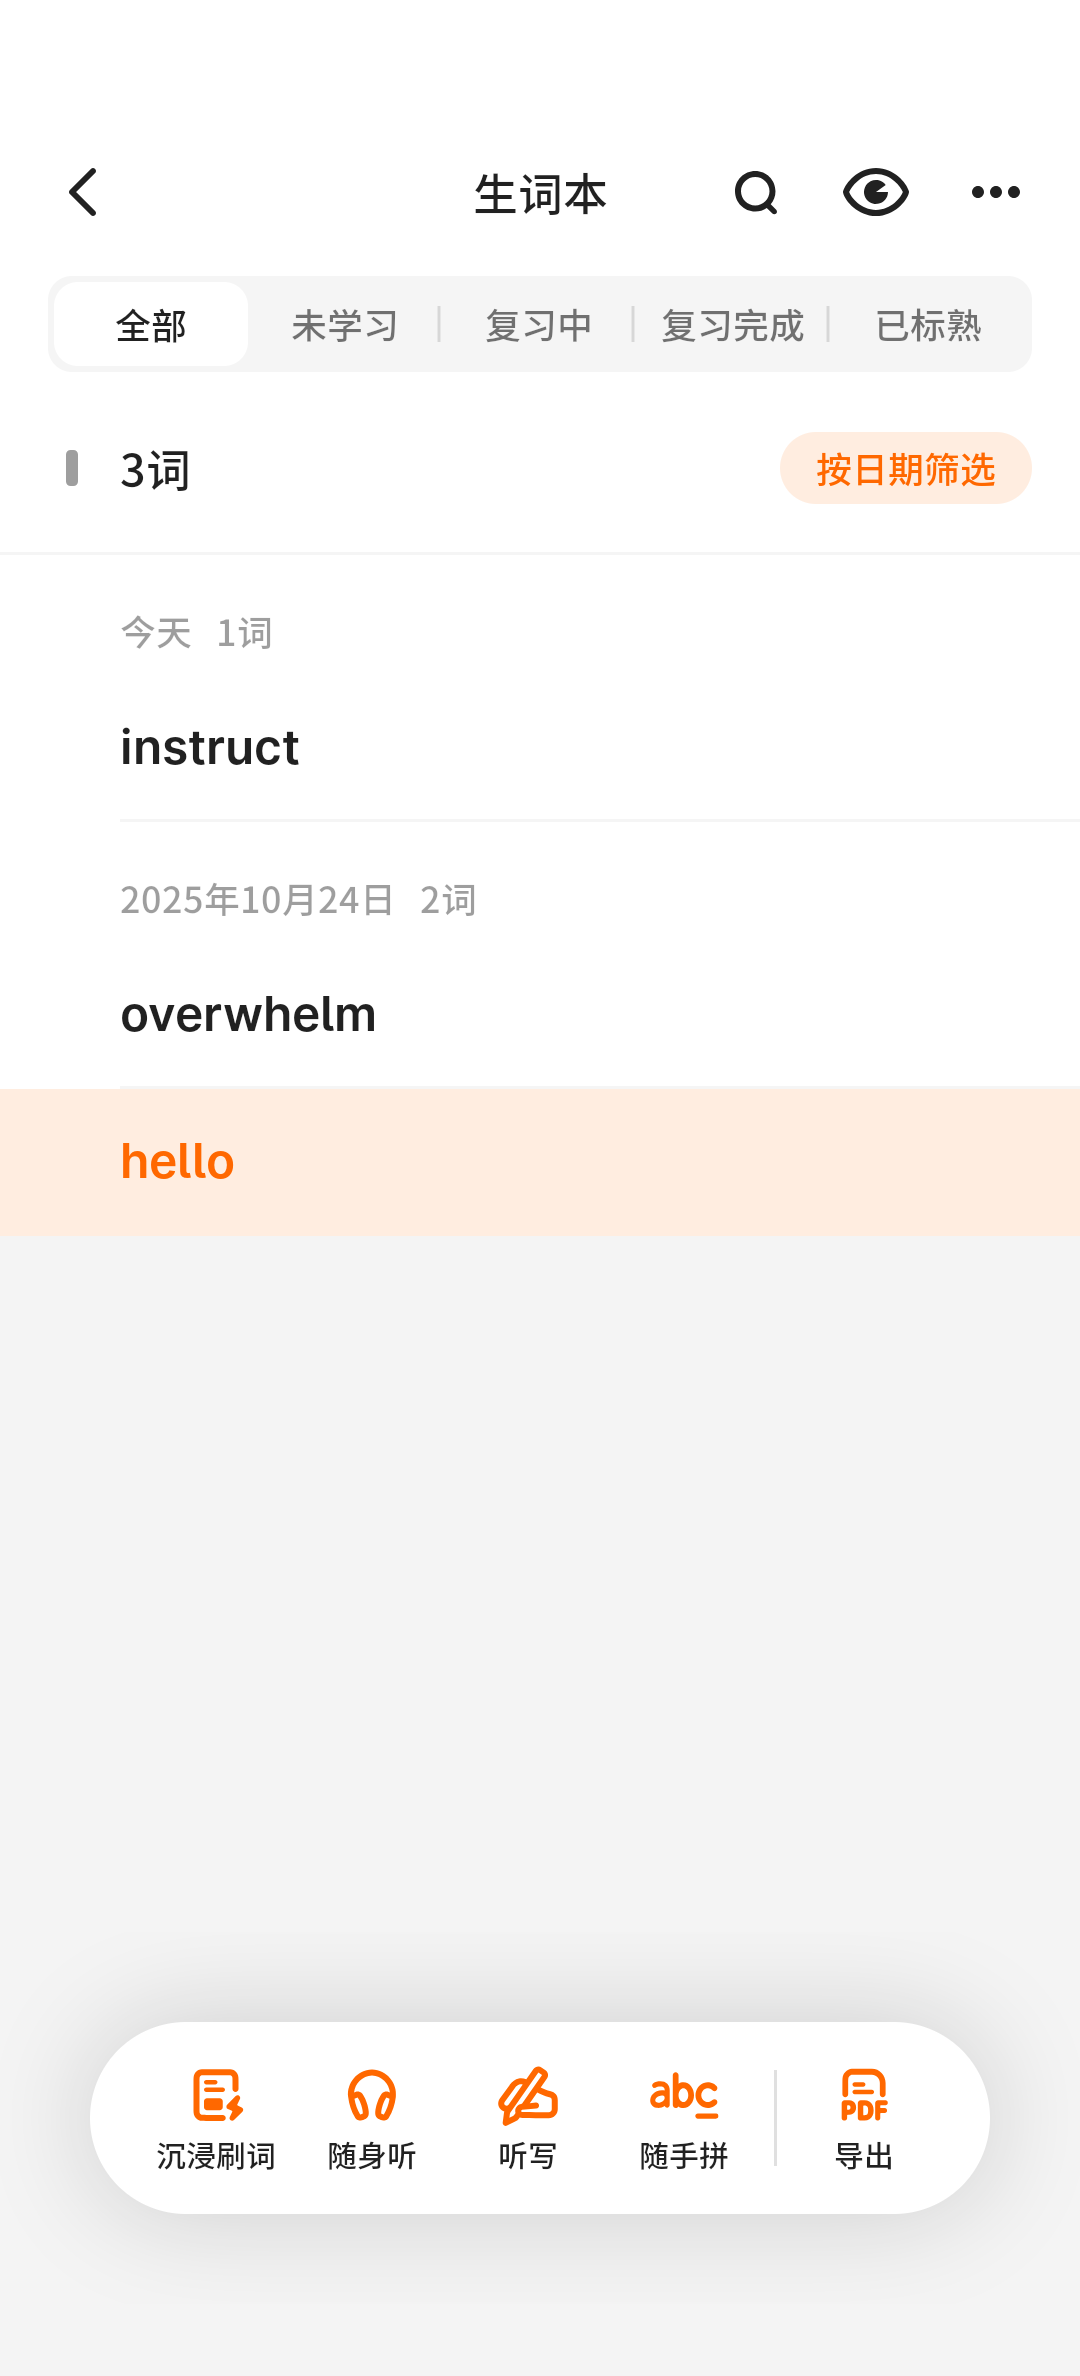 生词本
全部 未学习 复习中 复习完成 已标熟
3词 按日期筛选
今天 1词
instruct
2025年10月24日 2词
overwhelm
hello
abc PDF
沉浸刷词 随身听 听写 随手拼 导出